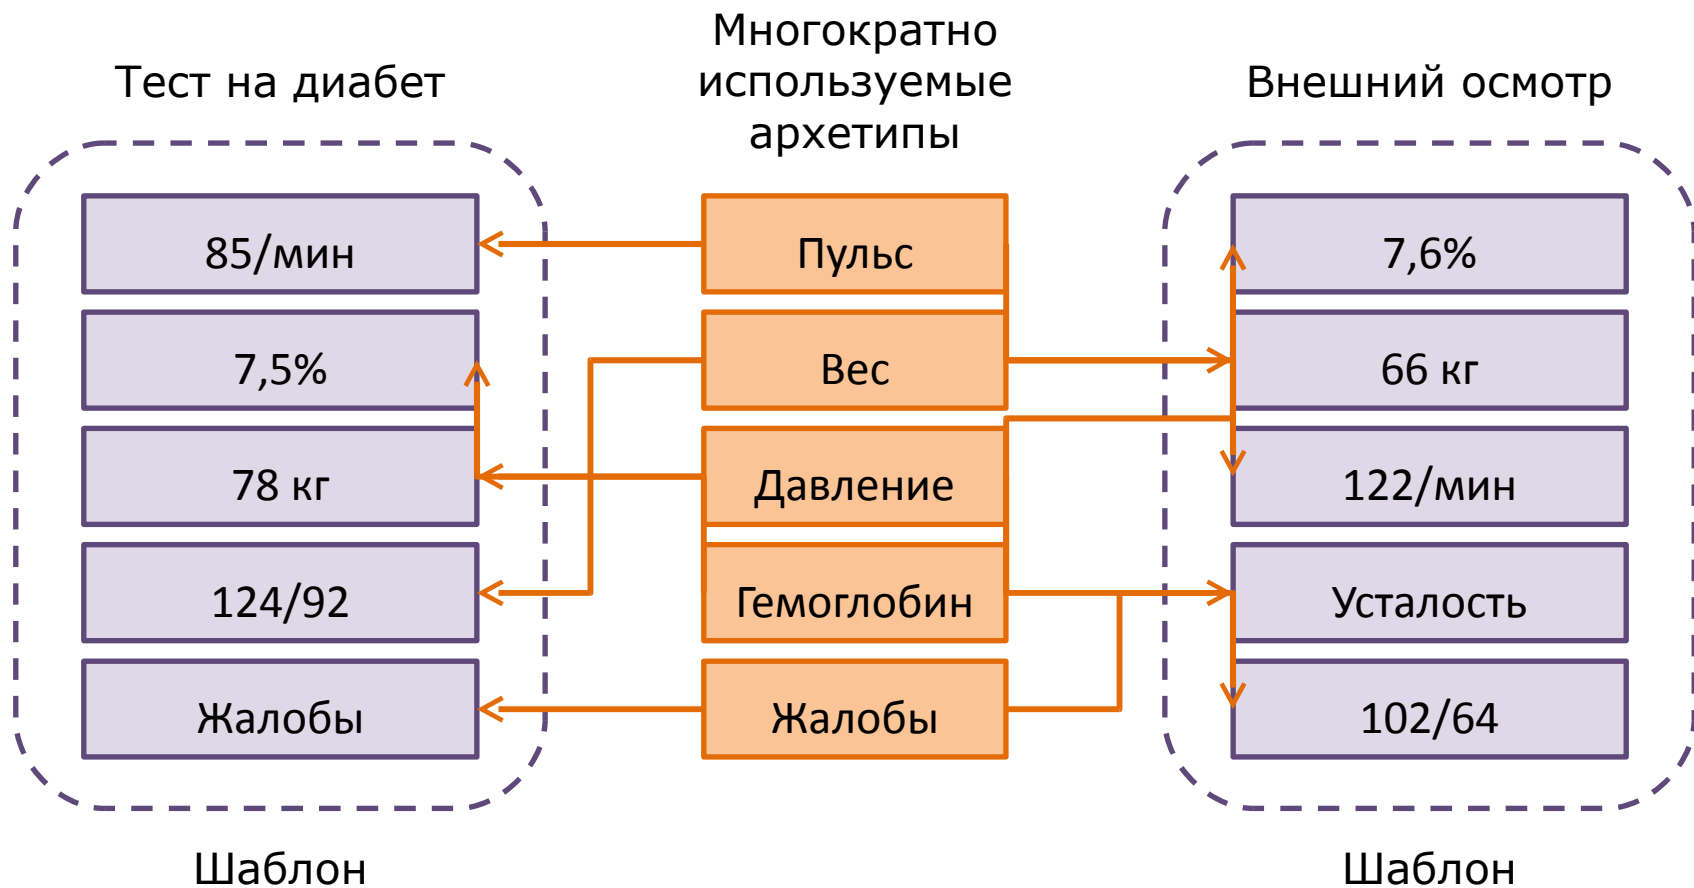 Тест на диабет
85/мин
7,5%
78 кг
124/92
Жалобы
Шаблон
Многократно
используемые
архетипы
Пульс
Вес
Давление
Гемоглобин
Жалобы
Внешний осмотр
7,6%
66 кг
122/мин
Усталость
102/64
Шаблон